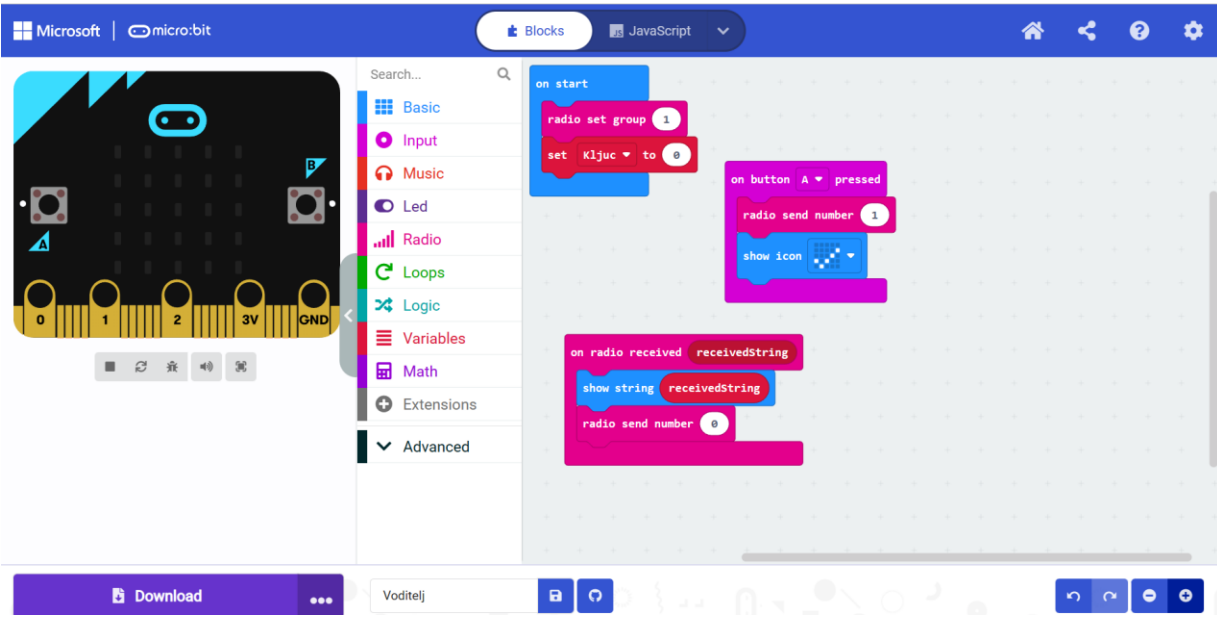 Microsoft micro:bit Blocks JavaScript
Search...
Basic
Input
Music
Led
Radio
Loops
Logic
Variables
Math
Extensions
Advanced
B
A
0 1 2 3V GND
on start
radio set group 1
set Kljuc to 0
on button A pressed
radio send number 1
show icon
on radio received receivedString
show string receivedString
radio send number 0
Download
Voditelj